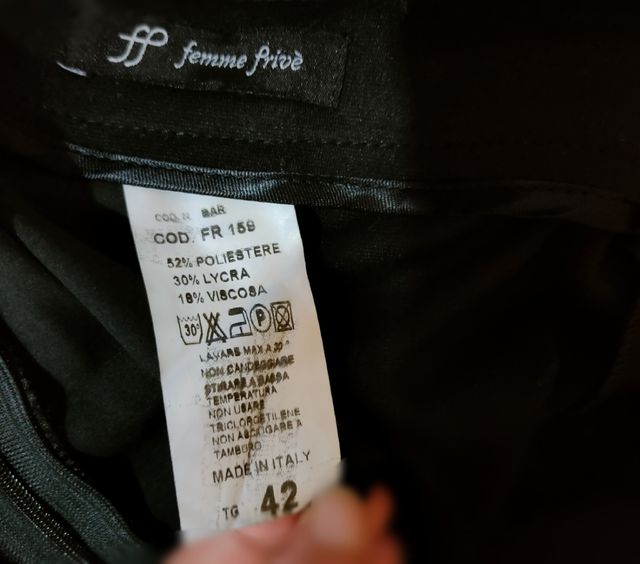 ff femme frivè
COD. N. BAR
COD. FR 159
52% POLIESTERE
30% LYCRA
18% VISCOSA
30° P
LAVARE MAX A 30°
NON CANDEGGIARE
STIRARE A BASSA
TEMPERATURA
NON USARE
TRICLOROETILENE
NON ASCIUGARE A
TAMBURO
MADE IN ITALY
TG 42